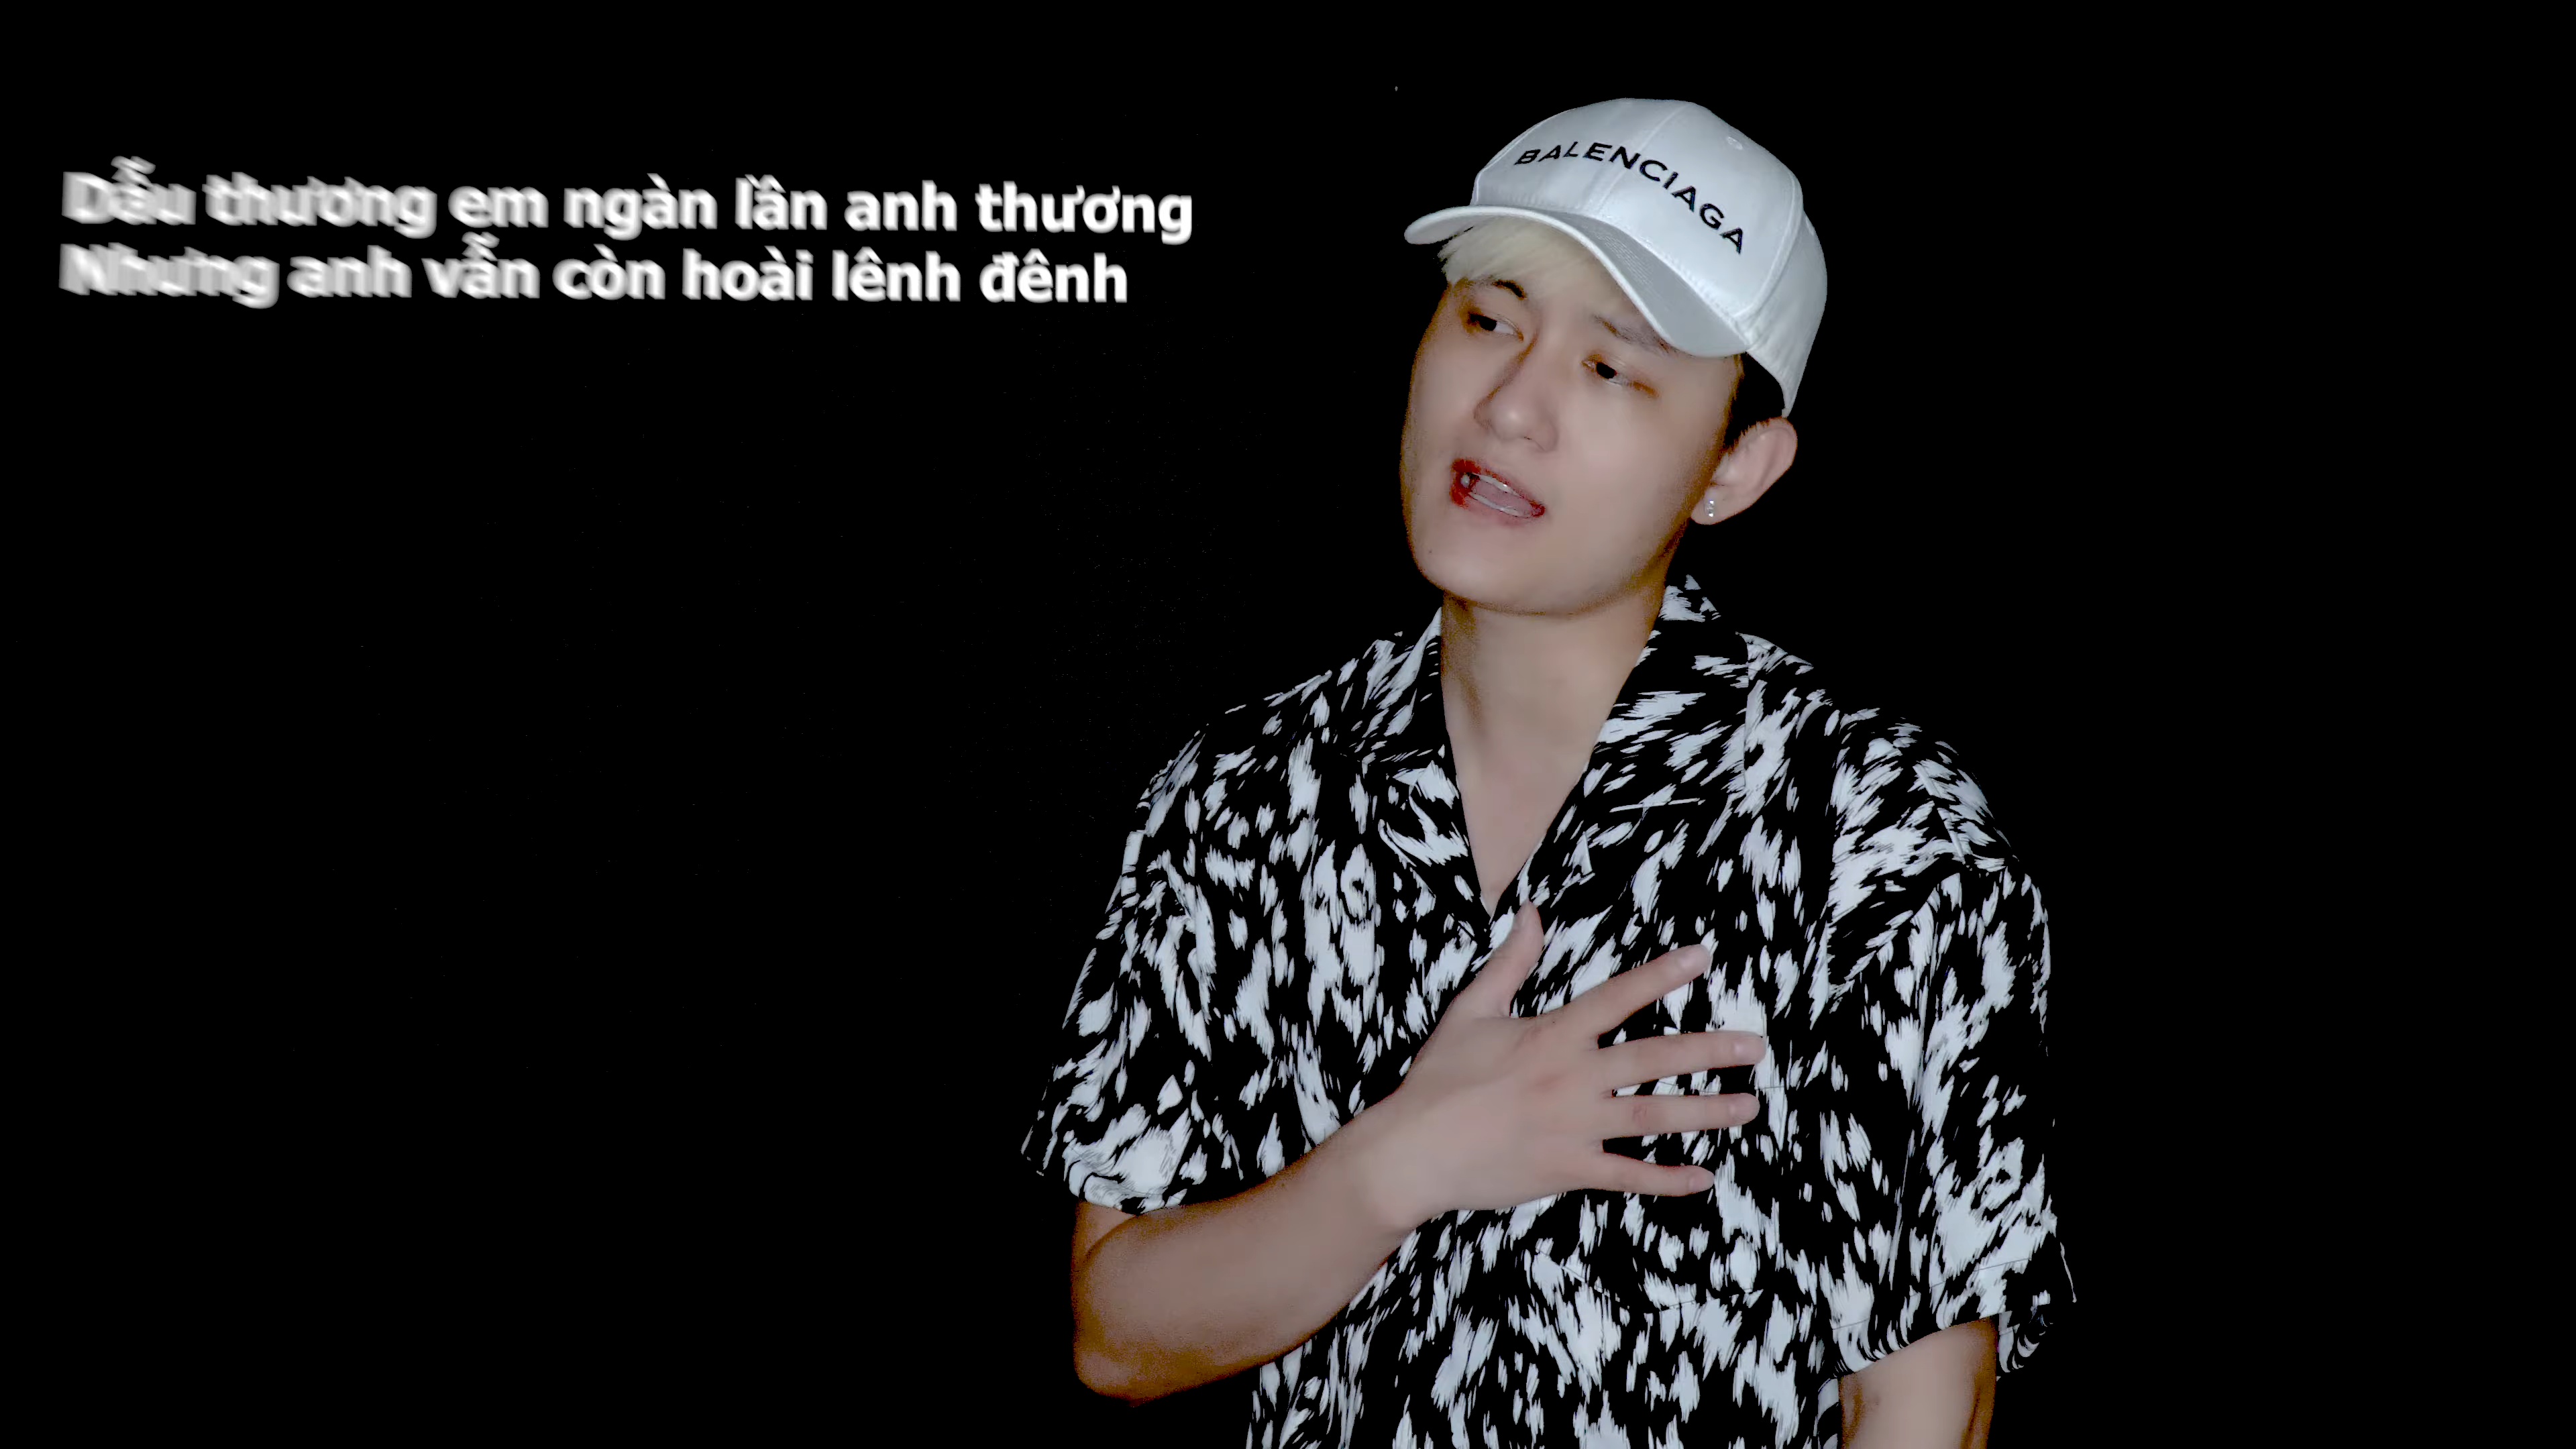 Dẫu thương em ngàn lần anh thương
Nhưng anh vẫn còn hoài lênh đênh
BALENCIAGA